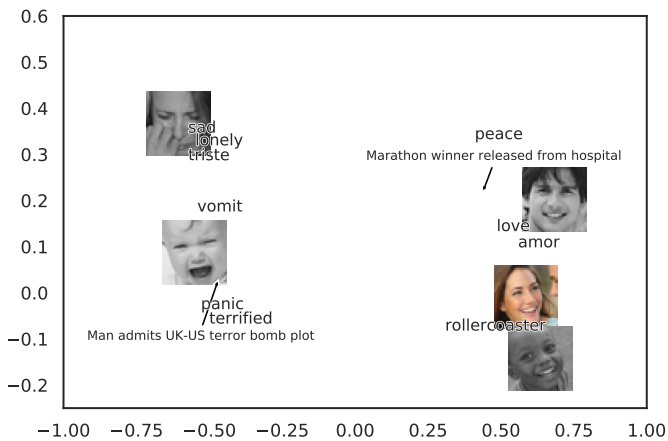 0.6
0.5
0.4
0.3
0.2
0.1
0.0
−0.1
−0.2
sad
lonely
triste
peace
Marathon winner released from hospital
vomit
love
amor
panic
terrified
Man admits UK-US terror bomb plot
rollercoaster
−1.00 −0.75 −0.50 −0.25 0.00 0.25 0.50 0.75 1.00